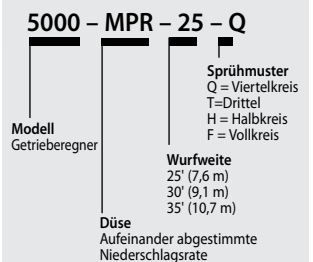 5000 – MPR – 25 – Q
Sprühmuster
Q = Viertelkreis
T=Drittel
H = Halbkreis
F = Vollkreis
Modell
Getrieberegner
Wurfweite
25' (7,6 m)
30' (9,1 m)
35' (10,7 m)
Düse
Aufeinander abgestimmte
Niederschlagsrate